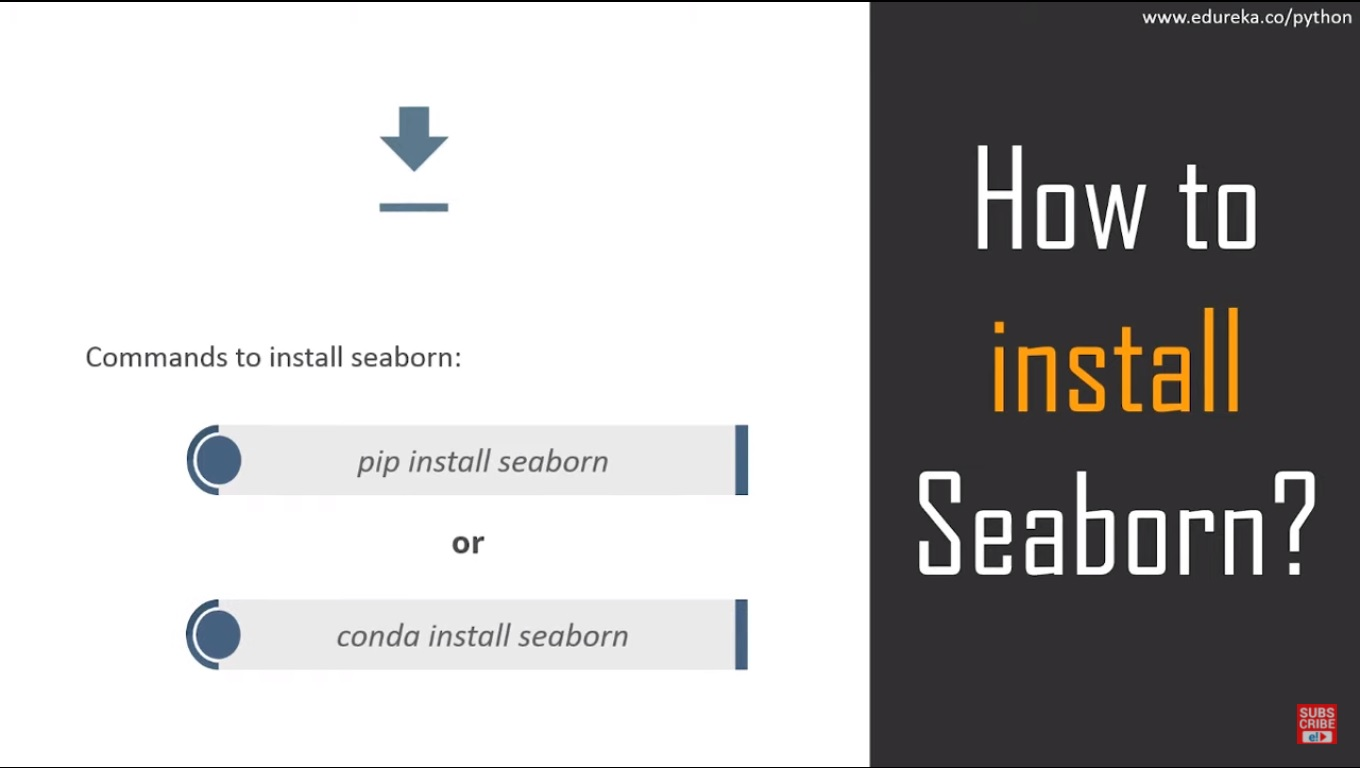 www.edureka.co/python
How to
install
Seaborn?
Commands to install seaborn:
pip install seaborn
or
conda install seaborn
SUBS
CRIBE
e!